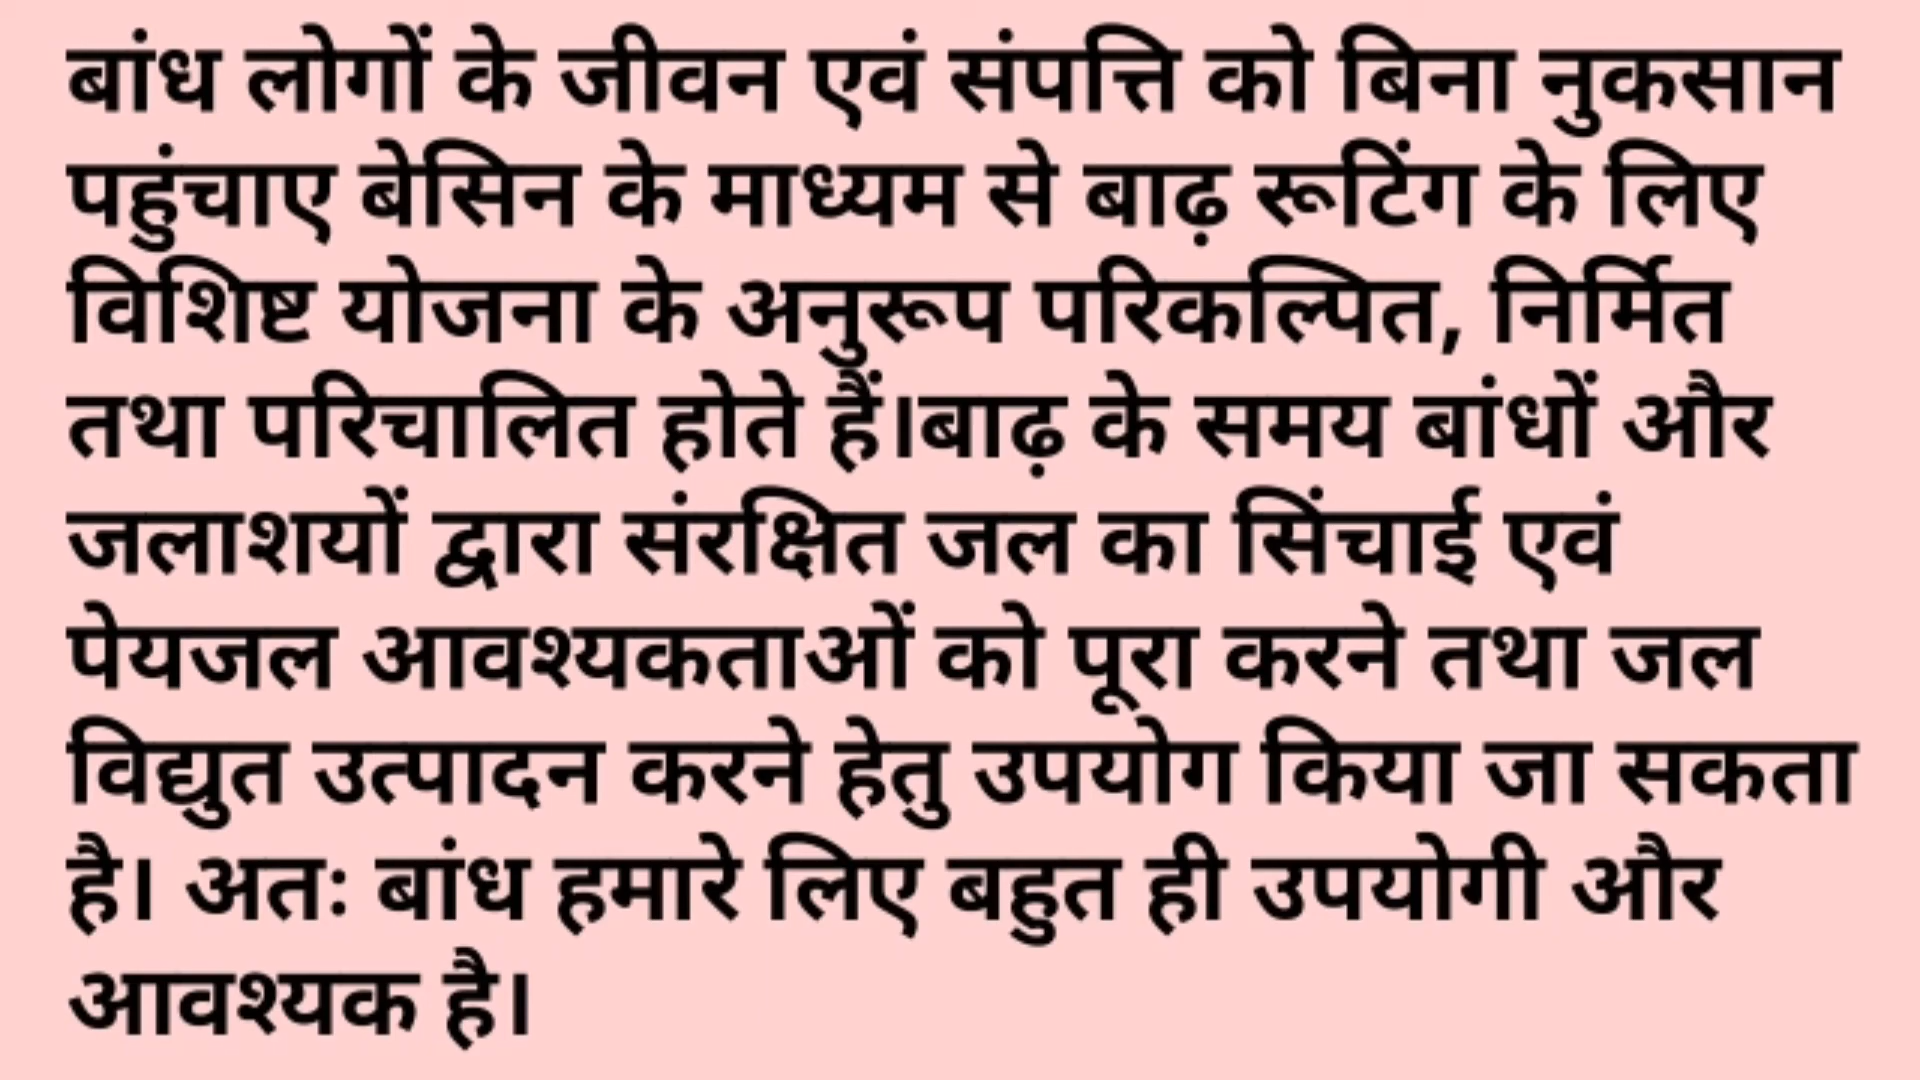 बांध लोगों के जीवन एवं संपत्ति को बिना नुकसान
पहुंचाए बेसिन के माध्यम से बाढ़ रूटिंग के लिए
विशिष्ट योजना के अनुरूप परिकल्पित, निर्मित
तथा परिचालित होते हैं।बाढ़ के समय बांधों और
जलाशयों द्वारा संरक्षित जल का सिंचाई एवं
पेयजल आवश्यकताओं को पूरा करने तथा जल
विद्युत उत्पादन करने हेतु उपयोग किया जा सकता
है। अतः बांध हमारे लिए बहुत ही उपयोगी और
आवश्यक है।